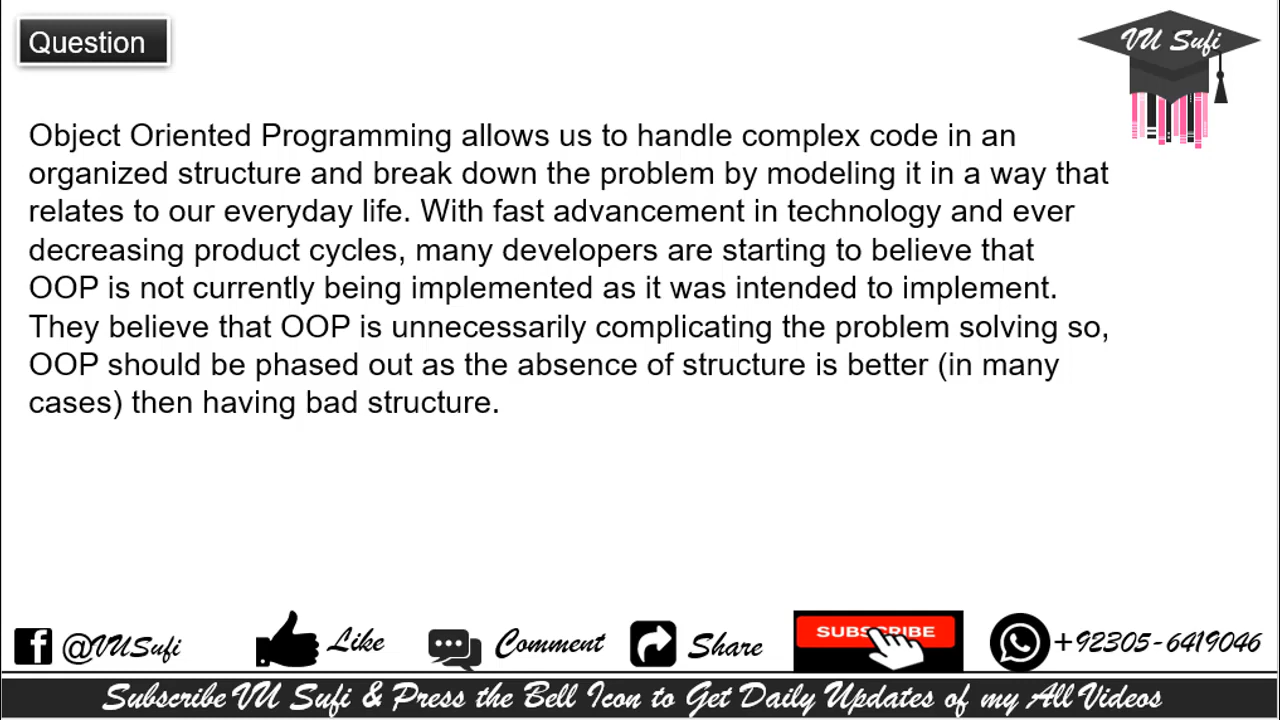 Question
VU Sufi
Object Oriented Programming allows us to handle complex code in an
organized structure and break down the problem by modeling it in a way that
relates to our everyday life. With fast advancement in technology and ever
decreasing product cycles, many developers are starting to believe that
OOP is not currently being implemented as it was intended to implement.
They believe that OOP is unnecessarily complicating the problem solving so,
OOP should be phased out as the absence of structure is better (in many
cases) then having bad structure.
@VUSufi Like Comment Share SUBSCRIBE +92305-6419046
Subscribe VU Sufi & Press the Bell Icon to Get Daily Updates of my All Videos